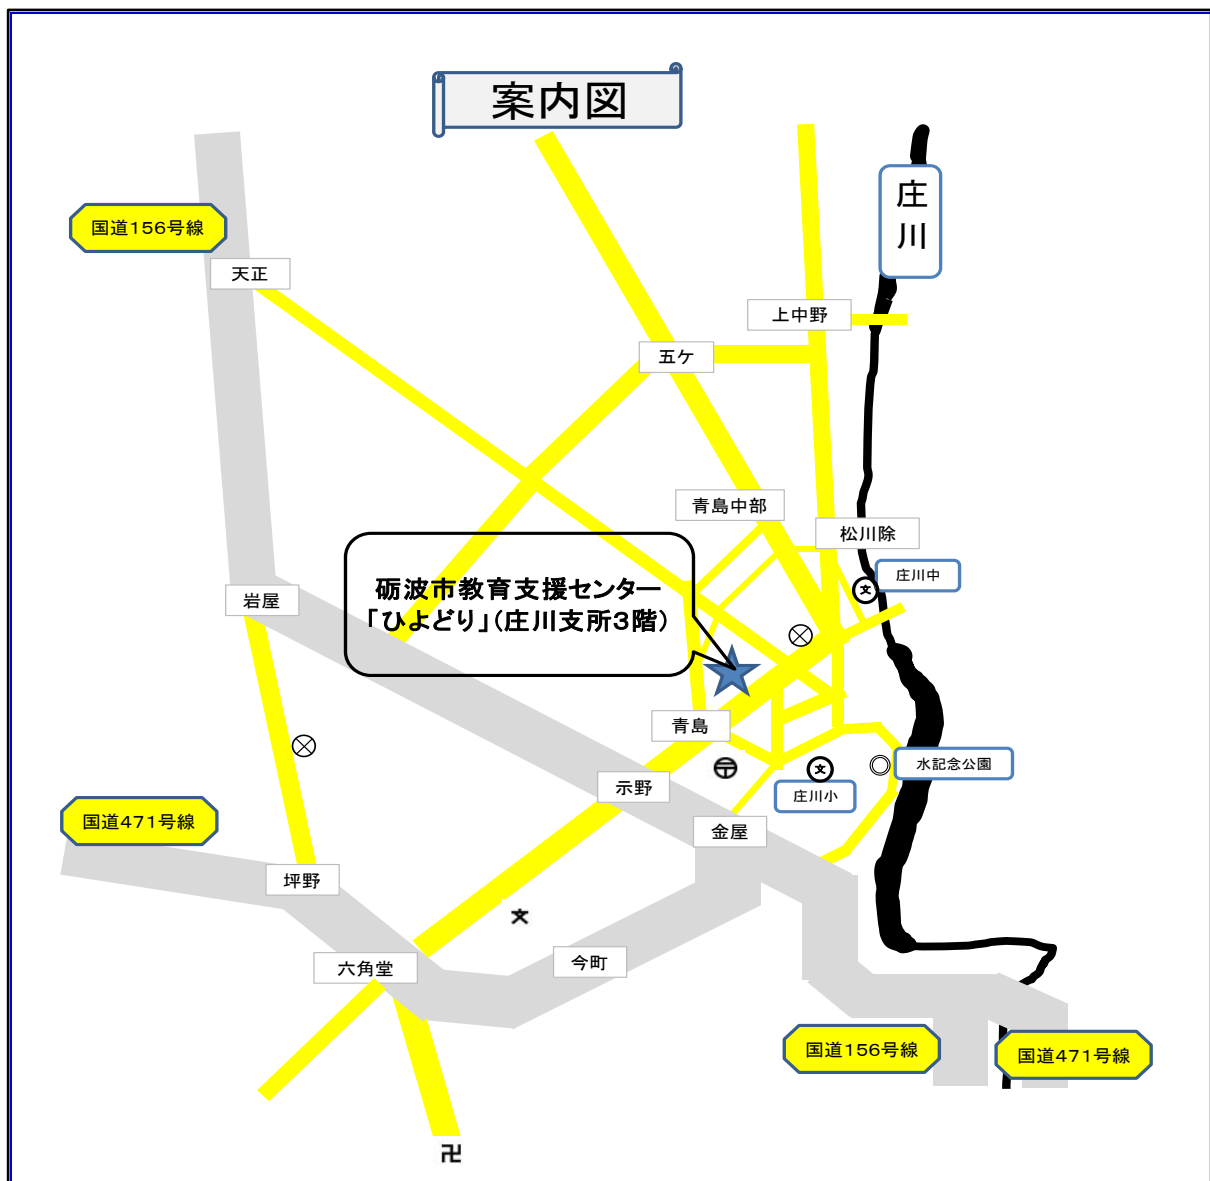 案内図
庄
川
国道156号線
天正
上中野
五ケ
青島中部
松川除
庄川中
文
砺波市教育支援センター
「ひよどり」(庄川支所3階)
岩屋
青島
水記念公園
文
示野
庄川小
国道471号線
金屋
坪野
文
六角堂
今町
国道156号線
国道471号線
卍